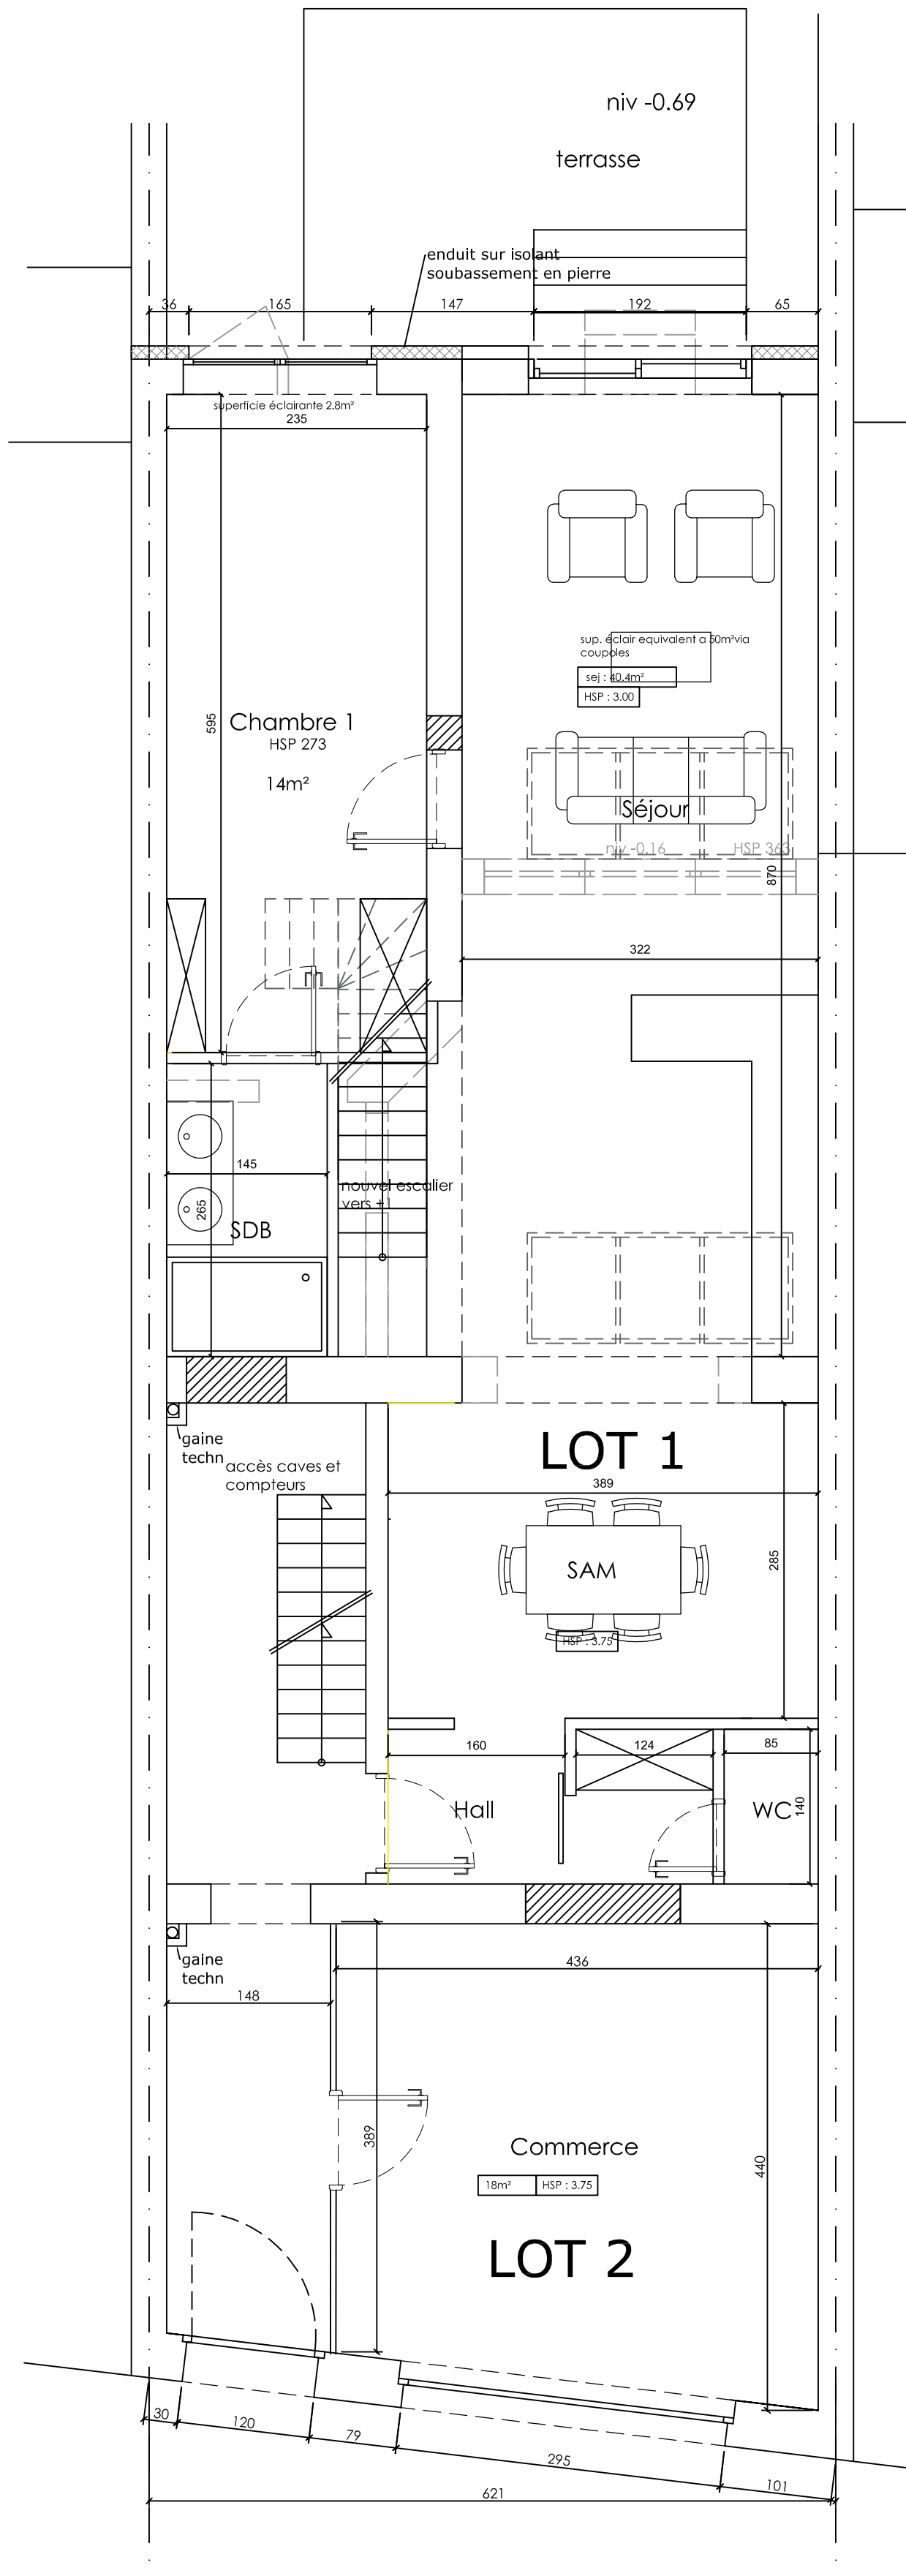 niv -0.69
terrasse
enduit sur isolant
soubassement en pierre
36
165
147
192
65
superficie éclairante 2.8m²
235
595
Chambre 1
HSP 273
14m²
sup. éclair equivalent a 50m²via
coupoles
sej : 40.4m²
HSP : 3.00
Séjour
niv -0.16
HSP 363
870
322
145
nouvel escalier
vers +1
265
SDB
gaine
techn
accès caves et
compteurs
LOT 1
389
SAM
285
HSP : 3.75
160
124
85
Hall
WC
140
gaine
techn
436
148
389
Commerce
440
18m²
HSP : 3.75
LOT 2
30
120
79
295
101
621